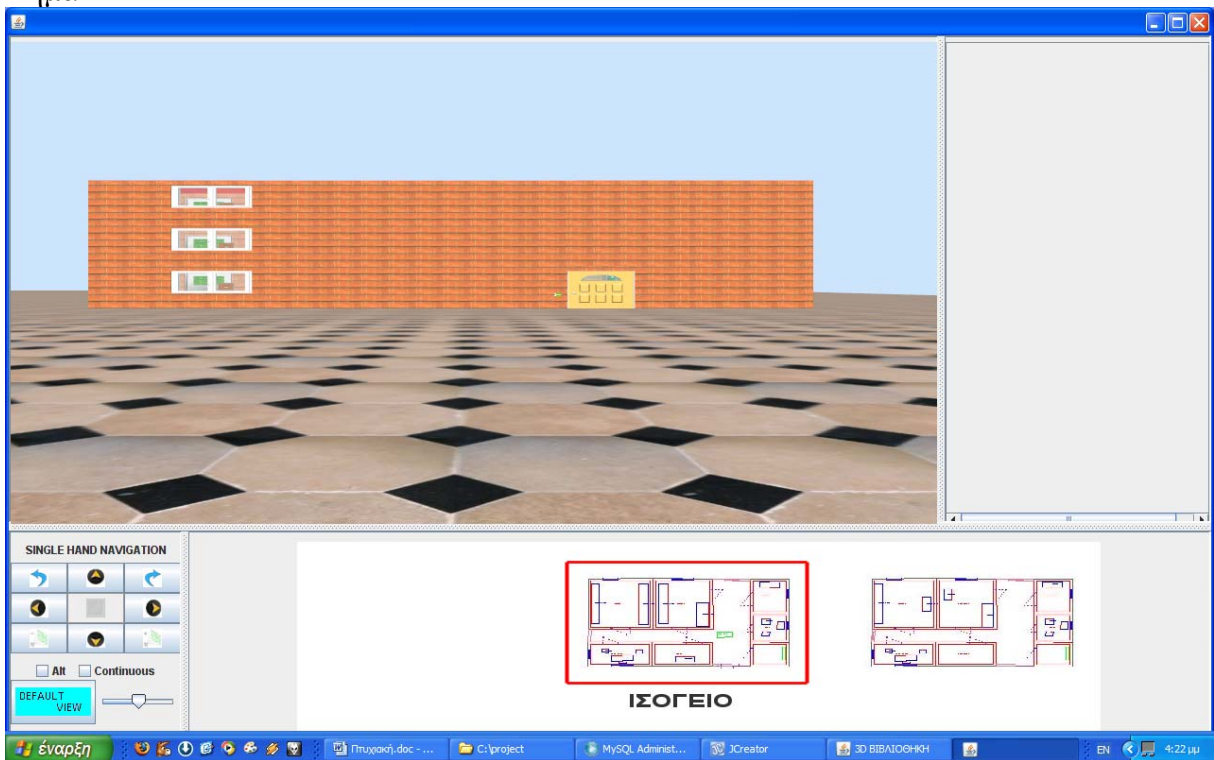 SINGLE HAND NAVIGATION
Alt
Continuous
DEFAULT
VIEW
ΙΣΟΓΕΙΟ
έναρξη
Πτυχιακή.doc - ...
C:\project
MySQL Administ...
JCreator
3D ΒΙΒΛΙΟΘΗΚΗ
EN
4:22 μμ